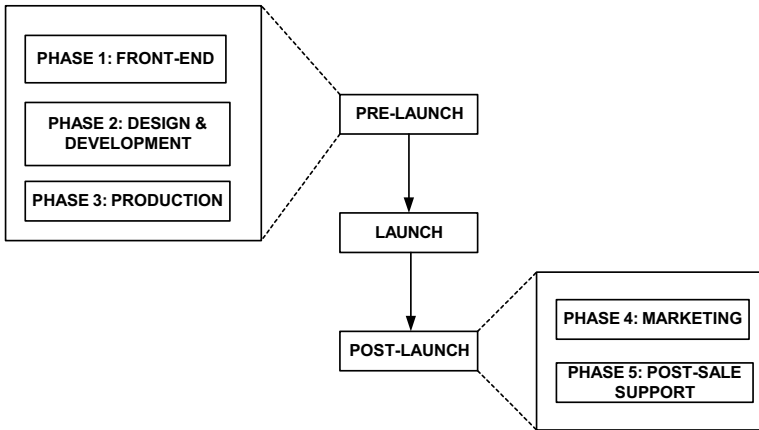 PHASE 1: FRONT-END
PHASE 2: DESIGN &
DEVELOPMENT
PHASE 3: PRODUCTION
PRE-LAUNCH
LAUNCH
POST-LAUNCH
PHASE 4: MARKETING
PHASE 5: POST-SALE
SUPPORT